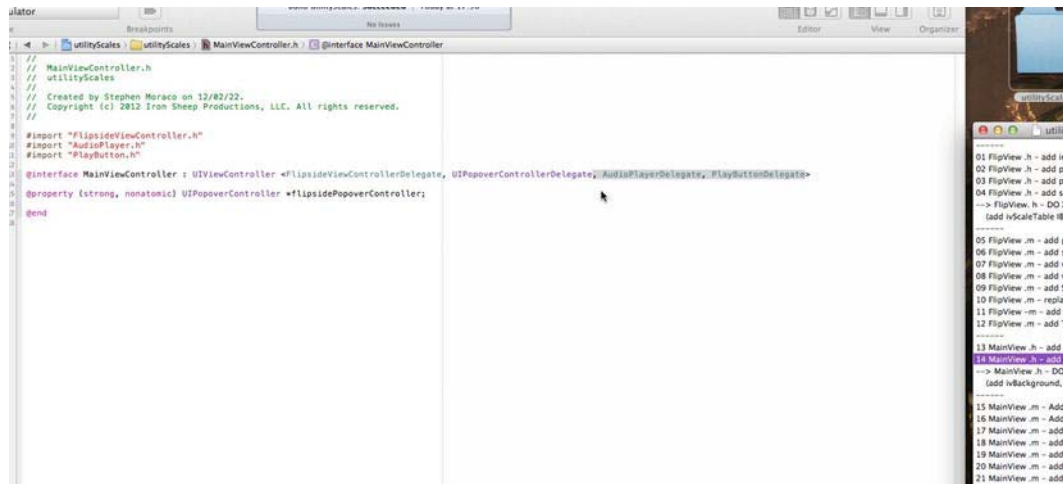 ulator
Breakpoints
No Issues
Editor
View
Organizer
utilityScales
utilityScales
MainViewController.h
@interface MainViewController
//
//  MainViewController.h
//  utilityScales
//
//  Created by Stephen Moraco on 12/02/22.
//  Copyright (c) 2012 Iron Sheep Productions, LLC. All rights reserved.
//
#import "FlipsideViewController.h"
#import "AudioPlayer.h"
#import "PlayButton.h"
@interface MainViewController : UIViewController <FlipsideViewControllerDelegate, UIPopoverControllerDelegate, AudioPlayerDelegate, PlayButtonDelegate>
@property (strong, nonatomic) UIPopoverController *flipsidePopoverController;
@end
utilityScal
utili
------
01 FlipView .h - add
02 FlipView .h - add
03 FlipView .h - add
04 FlipView .h - add
--> FlipView. h - DO
(add ivScaleTable
------
05 FlipView .m - add
06 FlipView .m - add
07 FlipView .m - add
08 FlipView .m - add
09 FlipView .m - add
10 FlipView .m - repla
11 FlipView -m - add
12 FlipView .m - add
------
13 MainView .h - add
14 MainView .h - add
--> MainView .h - DO
(add ivBackground,
------
15 MainView .m - Add
16 MainView .m - Add
17 MainView .m - add
18 MainView .m - add
19 MainView .m - add
20 MainView .m - add
21 MainView .m - add